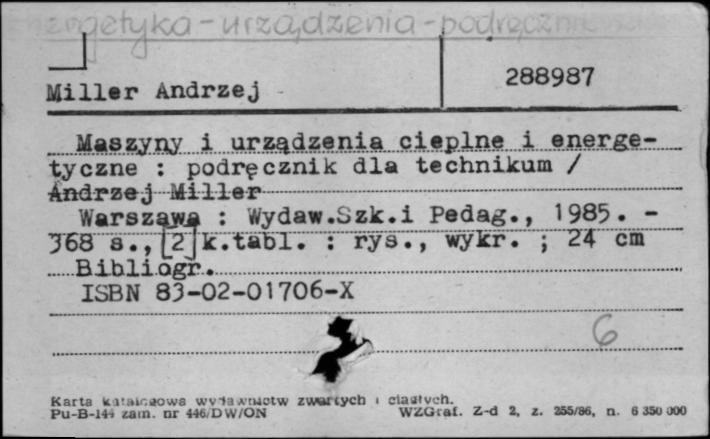 energetyka - urządzenia - podręczniki
Miller Andrzej
288987
Maszyny i urządzenia cieplne i energe-
tyczne : podręcznik dla technikum /
Andrzej Miller
Warszawa : Wydaw.Szk.i Pedag., 1985. -
368 s., [2] k.tabl. : rys., wykr. ; 24 cm
Bibliogr.
ISBN 83-02-01706-X
6
Karta katalogowa wydawnictw zwartych i ciągłych.
Pu-B-144 zam. nr 446/DW/ON
WZGraf. Z-d 2, z. 255/86, n. 6 350 000